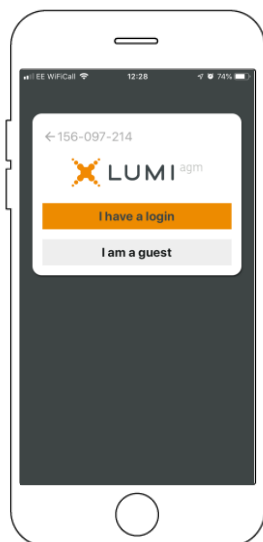 EE WiFiCall 12:28 74%
←156-097-214
LUMI agm
I have a login
I am a guest